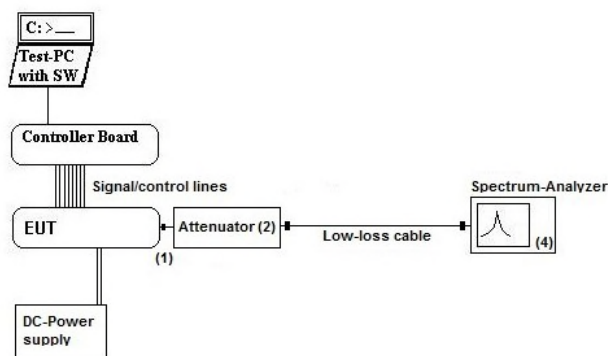 C: >__
Test-PC
with SW
Controller Board
Signal/control lines
Spectrum-Analyzer
EUT
Attenuator (2)
Low-loss cable
(4)
(1)
DC-Power
supply